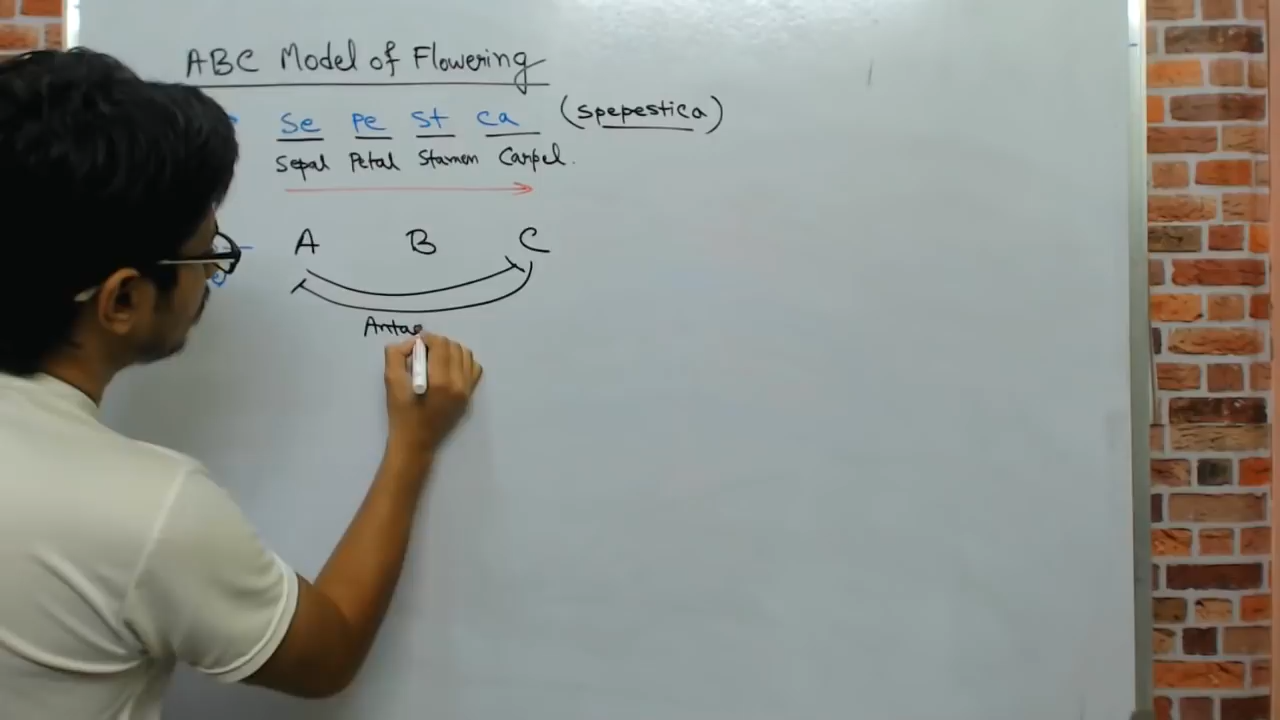 ABC Model of Flowering
Se Pe St Ca (Spepestica)
Sepal Petal Stamen Carpel.
A B C
Antag